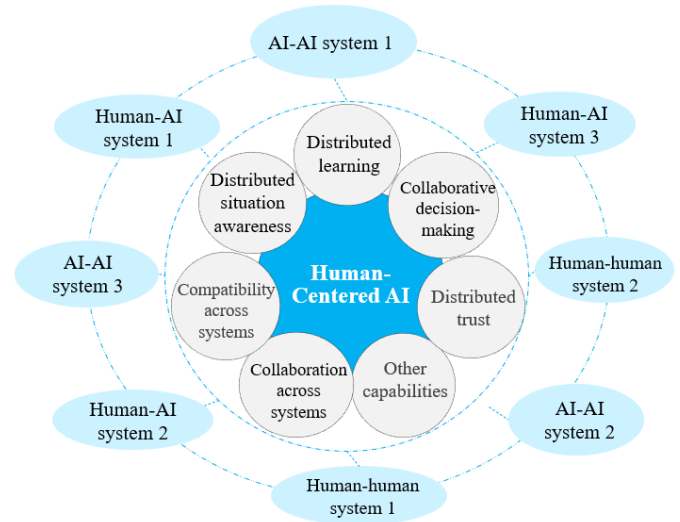 AI-AI system 1
Human-AI
system 1
Human-AI
system 3
Distributed
learning
Distributed
situation
awareness
Collaborative
decision-
making
AI-AI
system 3
Human-
Centered AI
Human-human
system 2
Compatibility
across
systems
Distributed
trust
Collaboration
across
systems
Other
capabilities
Human-AI
system 2
AI-AI
system 2
Human-human
system 1